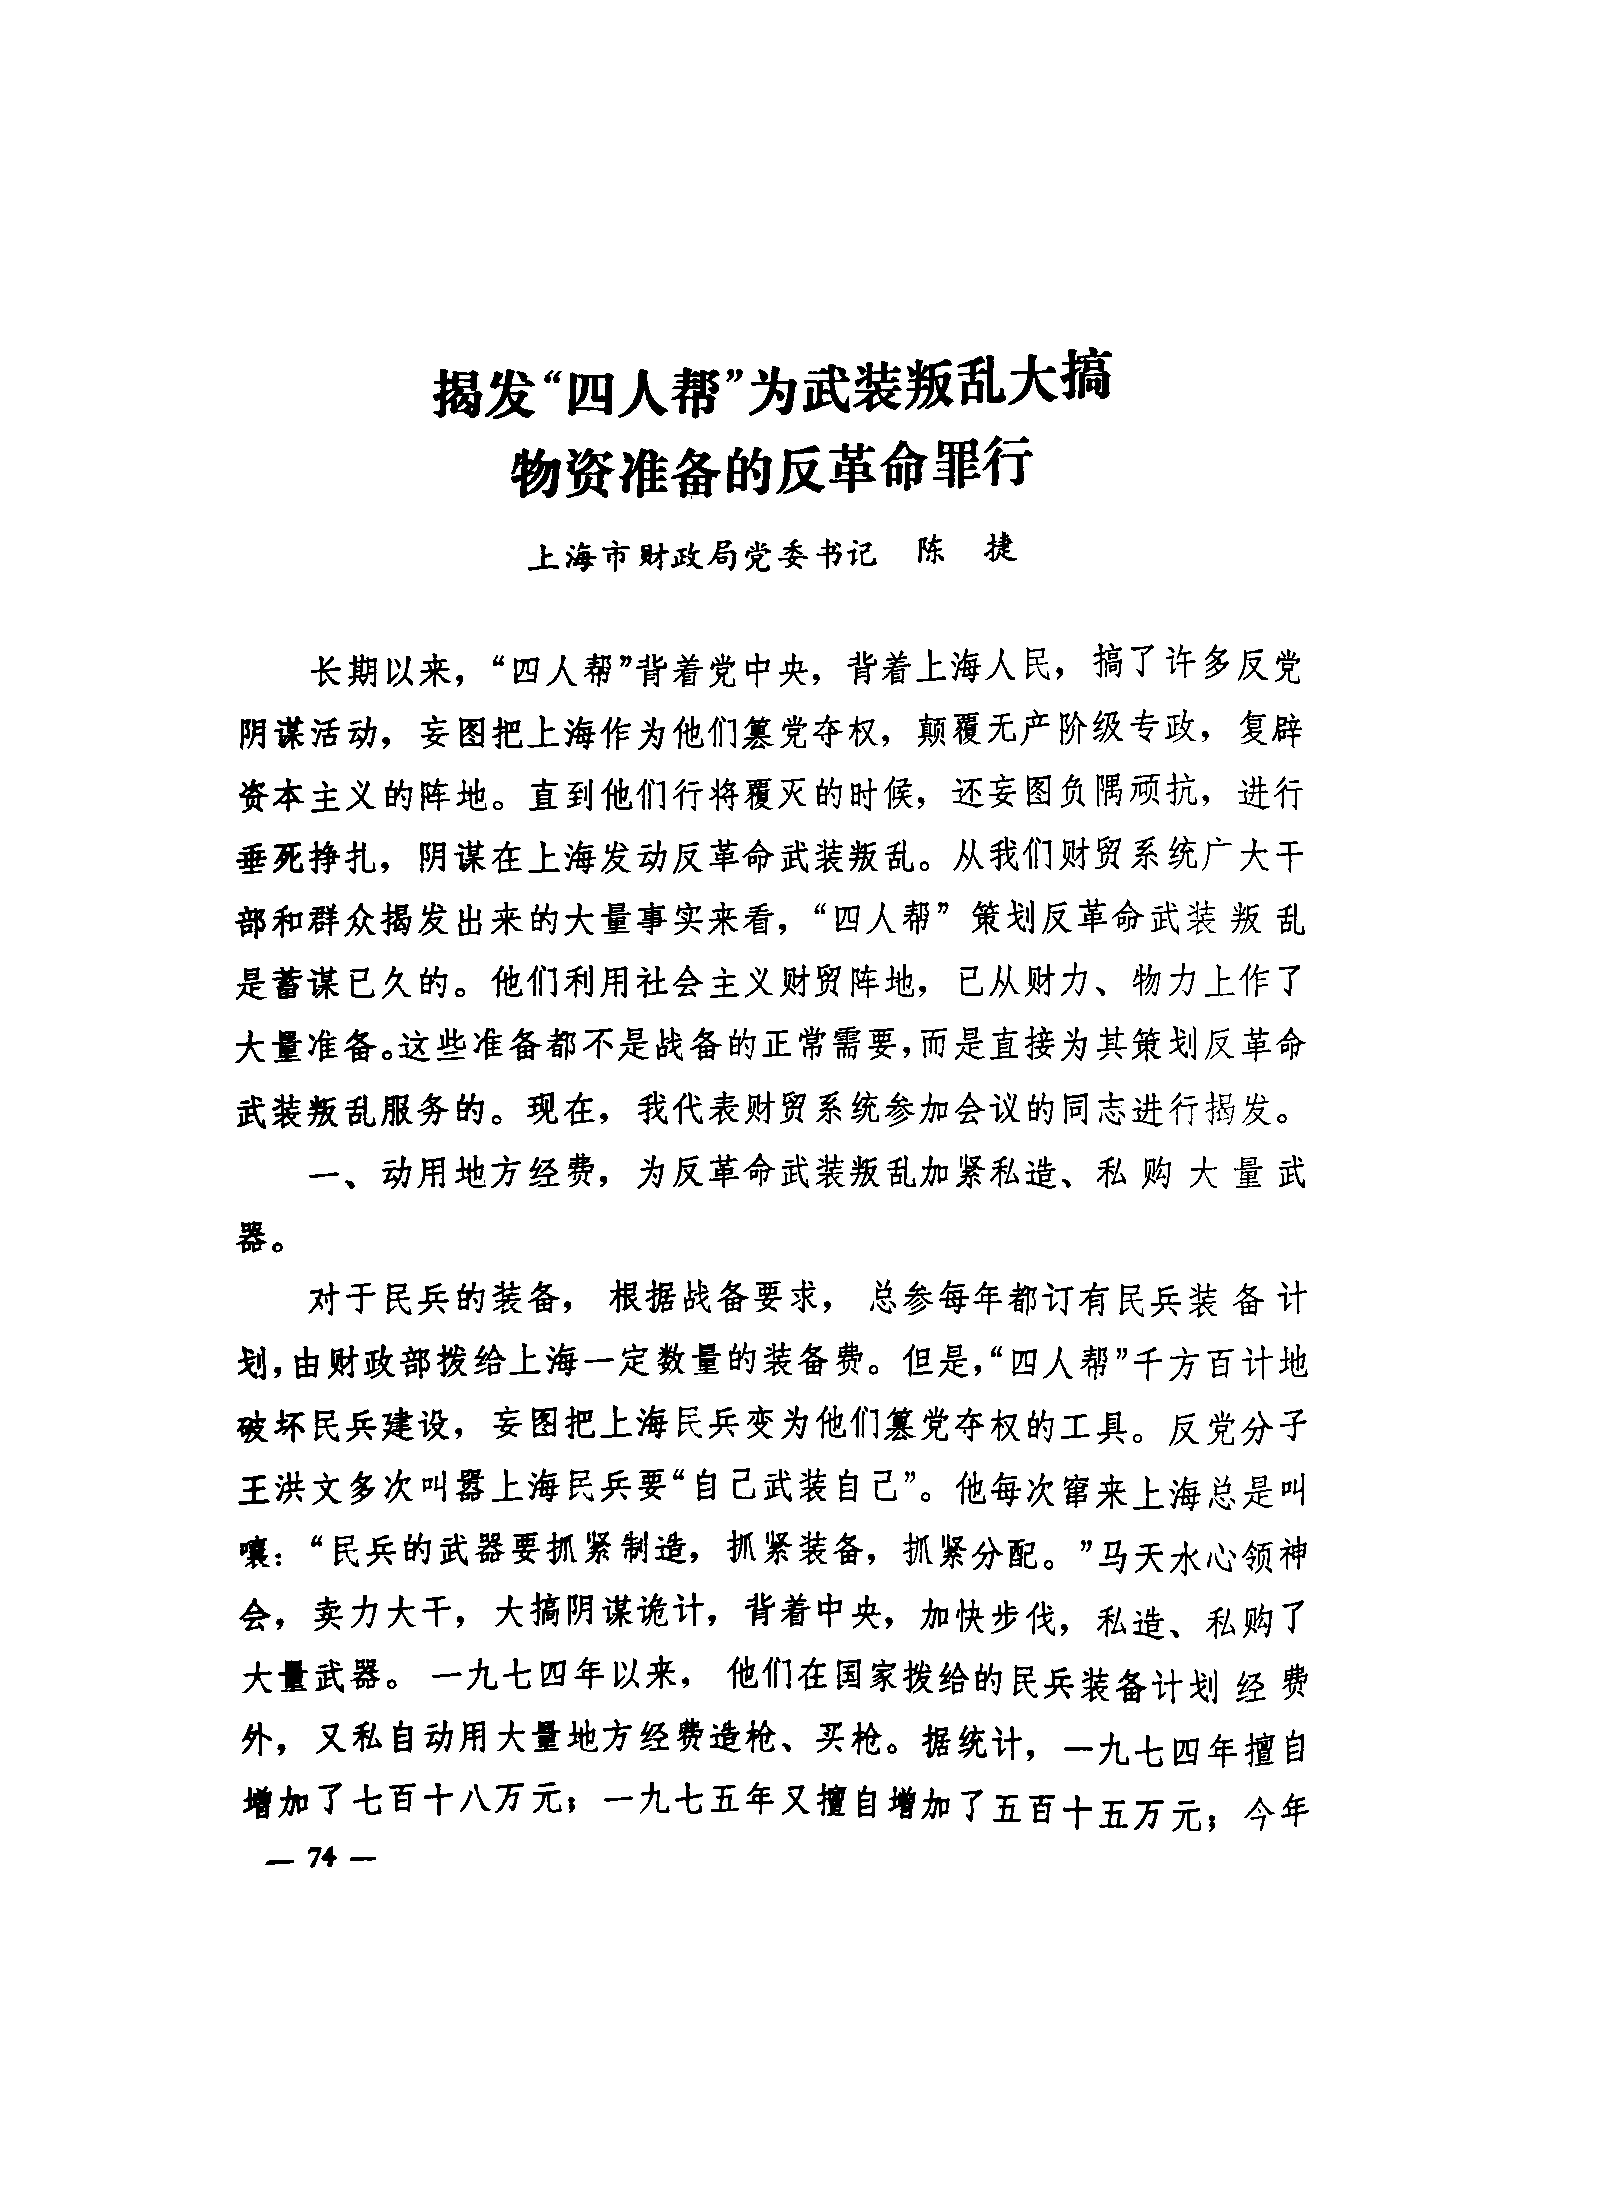 揭发“四人帮”为武装叛乱大搞
物资准备的反革命罪行
上海市财政局党委书记　陈　捷
长期以来，“四人帮”背着党中央，背着上海人民，搞了许多反党
阴谋活动，妄图把上海作为他们篡党夺权，颠覆无产阶级专政，复辟
资本主义的阵地。直到他们行将覆灭的时候，还妄图负隅顽抗，进行
垂死挣扎，阴谋在上海发动反革命武装叛乱。从我们财贸系统广大干
部和群众揭发出来的大量事实来看，“四人帮”策划反革命武装叛乱
是蓄谋已久的。他们利用社会主义财贸阵地，已从财力、物力上作了
大量准备。这些准备都不是战备的正常需要，而是直接为其策划反革命
武装叛乱服务的。现在，我代表财贸系统参加会议的同志进行揭发。
一、动用地方经费，为反革命武装叛乱加紧私造、私购大量武
器。
对于民兵的装备，根据战备要求，总参每年都订有民兵装备计
划，由财政部拨给上海一定数量的装备费。但是，“四人帮”千方百计地
破坏民兵建设，妄图把上海民兵变为他们篡党夺权的工具。反党分子
王洪文多次叫嚣上海民兵要“自己武装自己”。他每次窜来上海总是叫
嚷：“民兵的武器要抓紧制造，抓紧装备，抓紧分配。”马天水心领神
会，卖力大干，大搞阴谋诡计，背着中央，加快步伐，私造、私购了
大量武器。一九七四年以来，他们在国家拨给的民兵装备计划经费
外，又私自动用大量地方经费造枪、买枪。据统计，一九七四年擅自
增加了七百十八万元；一九七五年又擅自增加了五百十五万元；今年
— 74 —